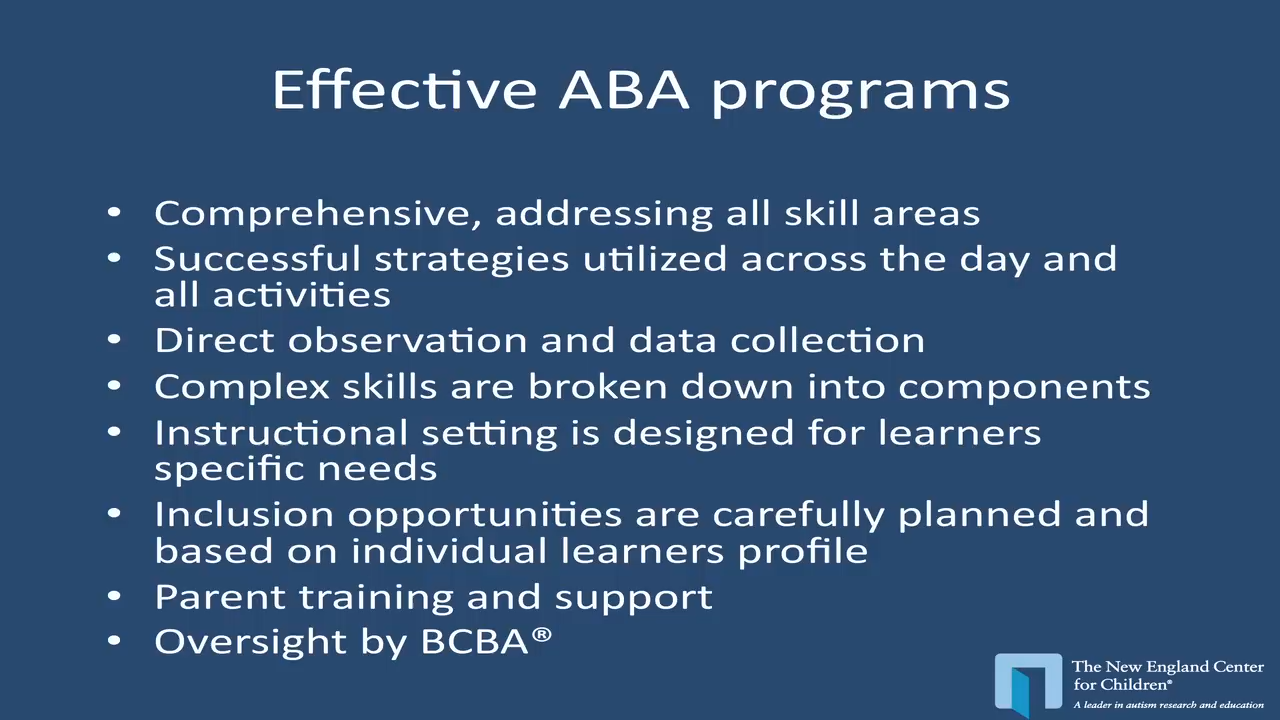 Effective ABA programs
• Comprehensive, addressing all skill areas
• Successful strategies utilized across the day and
all activities
• Direct observation and data collection
• Complex skills are broken down into components
• Instructional setting is designed for learners
specific needs
• Inclusion opportunities are carefully planned and
based on individual learners profile
• Parent training and support
• Oversight by BCBA®
The New England Center
for Children®
A leader in autism research and education